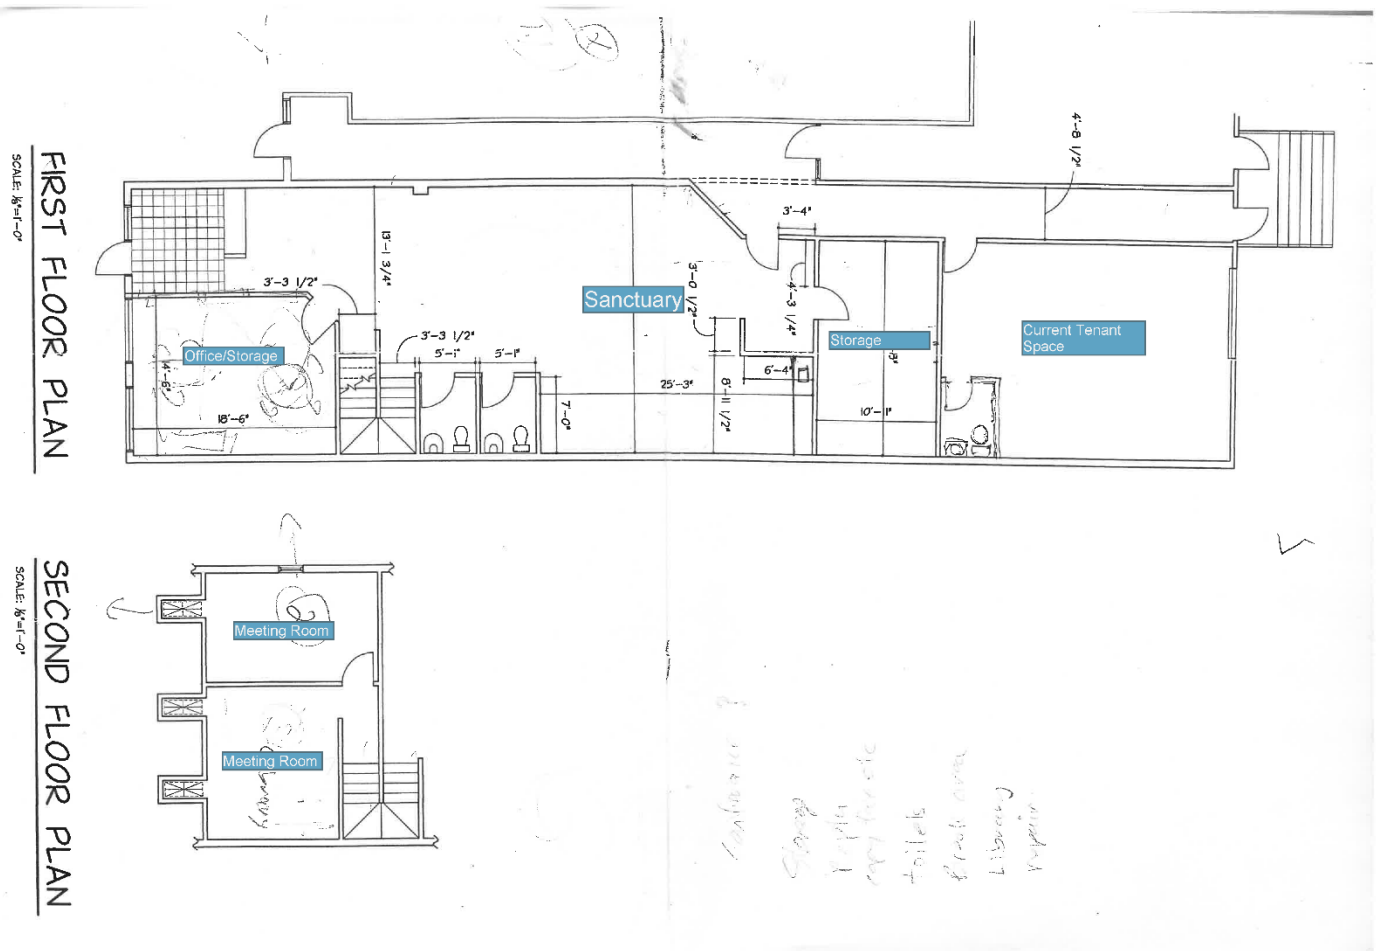 FIRST FLOOR PLAN
SCALE: ⅛"=1'-0"
4'-8 1/2"
3'-4"
13'-1 3/4"
3'-3 1/2"
3'-0 1/2"
4'-3 1/4"
Sanctuary
Storage
Current Tenant
Space
Office/Storage
3'-3 1/2"
5'-1"
5'-1"
14'-6"
18'-6"
7'-0"
25'-3"
8'-11 1/2"
6'-4"
10'-1"
SECOND FLOOR PLAN
SCALE: ⅛"=1'-0"
Meeting Room
Meeting Room
Storage
toilets